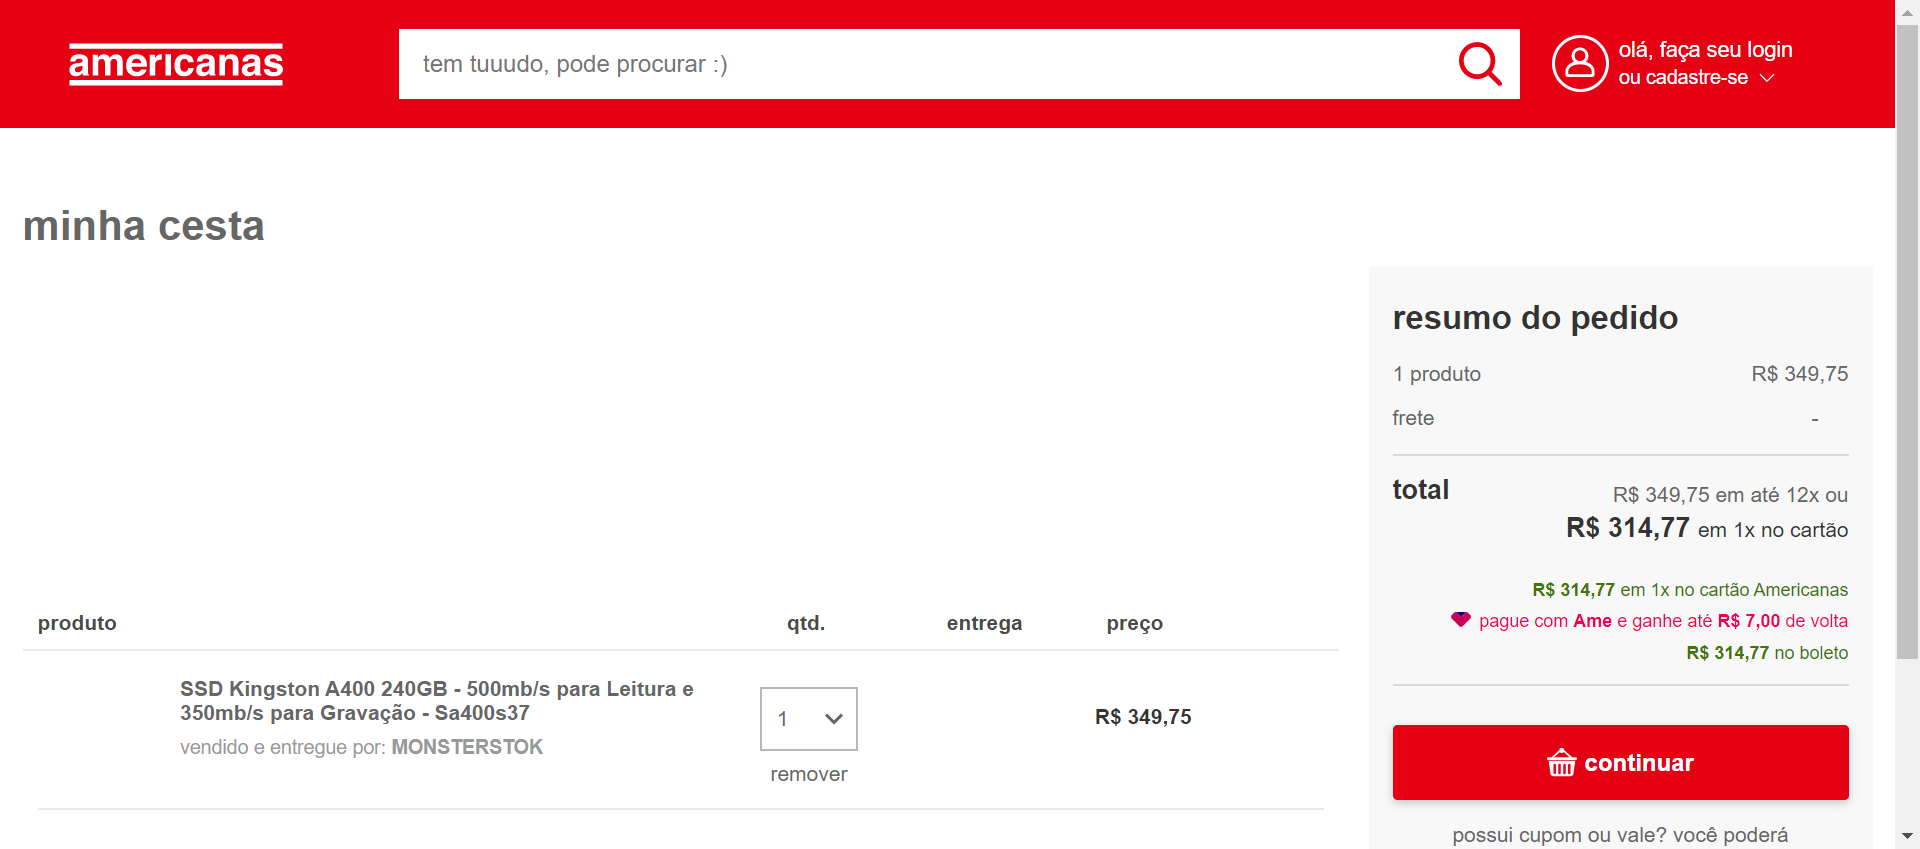 americanas
tem tuuudo, pode procurar :)
olá, faça seu login
ou cadastre-se
minha cesta
resumo do pedido
1 produto R$ 349,75
frete -
total
R$ 349,75 em até 12x ou
R$ 314,77 em 1x no cartão
R$ 314,77 em 1x no cartão Americanas
pague com Ame e ganhe até R$ 7,00 de volta
R$ 314,77 no boleto
continuar
possui cupom ou vale? você poderá
produto qtd. entrega preço
SSD Kingston A400 240GB - 500mb/s para Leitura e
350mb/s para Gravação - Sa400s37
vendido e entregue por: MONSTERSTOK
1
remover
R$ 349,75